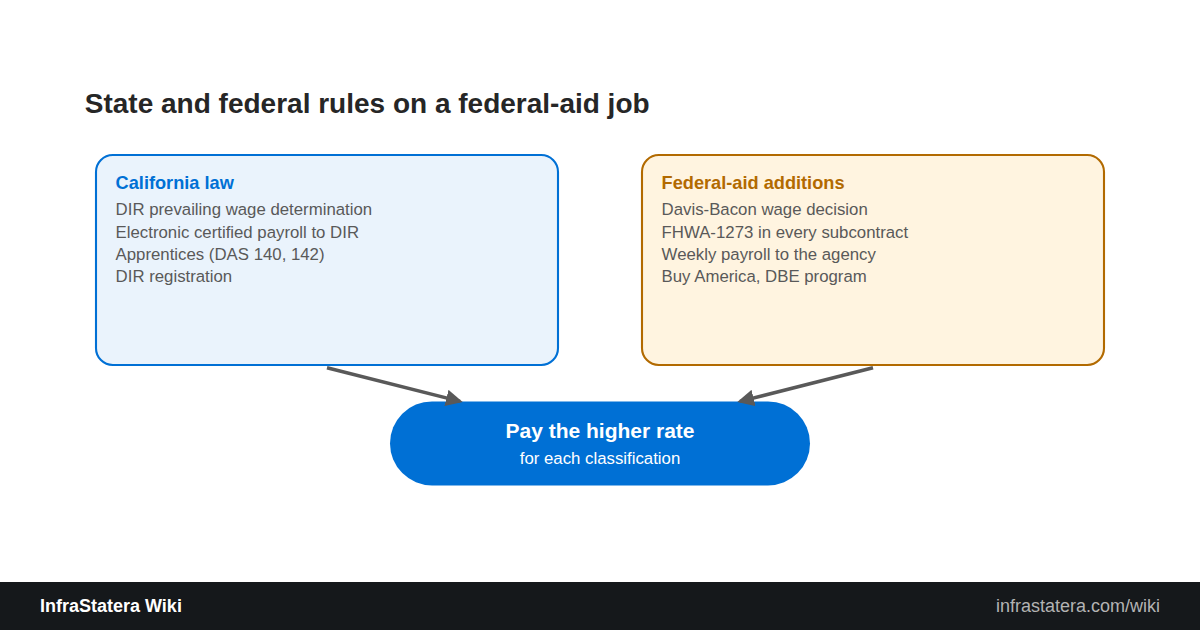 State and federal rules on a federal-aid job
California law
DIR prevailing wage determination
Electronic certified payroll to DIR
Apprentices (DAS 140, 142)
DIR registration
Federal-aid additions
Davis-Bacon wage decision
FHWA-1273 in every subcontract
Weekly payroll to the agency
Buy America, DBE program
Pay the higher rate
for each classification
InfraStatera Wiki
infrastatera.com/wiki